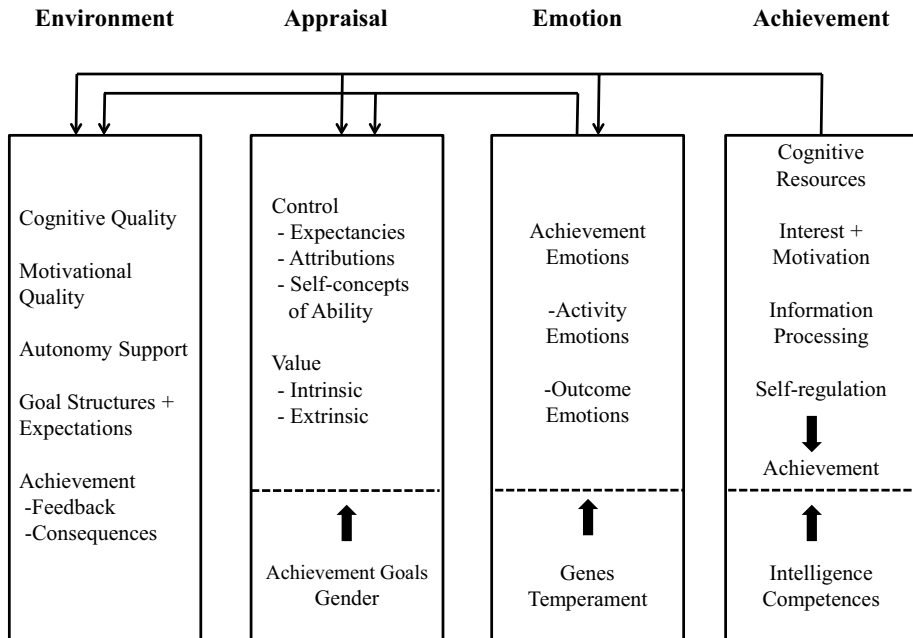 Environment
Appraisal
Emotion
Achievement
Cognitive Quality
Motivational
Quality
Autonomy Support
Goal Structures +
Expectations
Achievement
-Feedback
-Consequences
Control
- Expectancies
- Attributions
- Self-concepts
of Ability
Value
- Intrinsic
- Extrinsic
Achievement Goals
Gender
Achievement
Emotions
-Activity
Emotions
-Outcome
Emotions
Genes
Temperament
Cognitive
Resources
Interest +
Motivation
Information
Processing
Self-regulation
Achievement
Intelligence
Competences